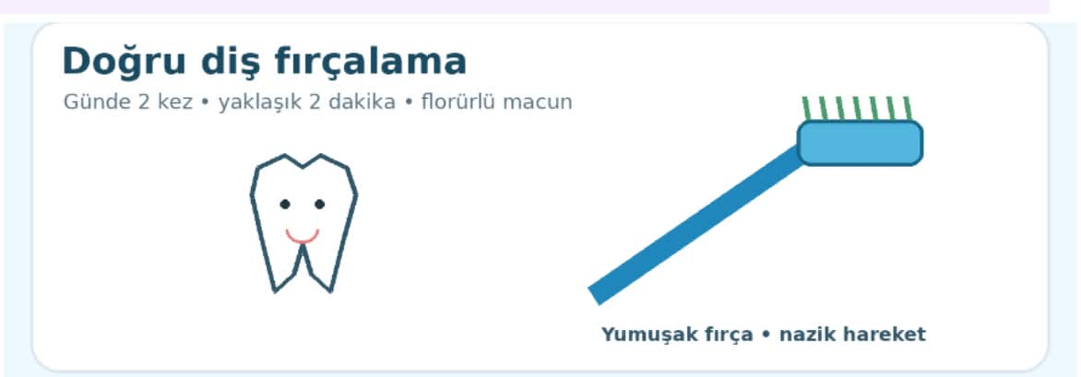 Doğru diş fırçalama
Günde 2 kez • yaklaşık 2 dakika • florürlü macun
Yumuşak fırça • nazik hareket